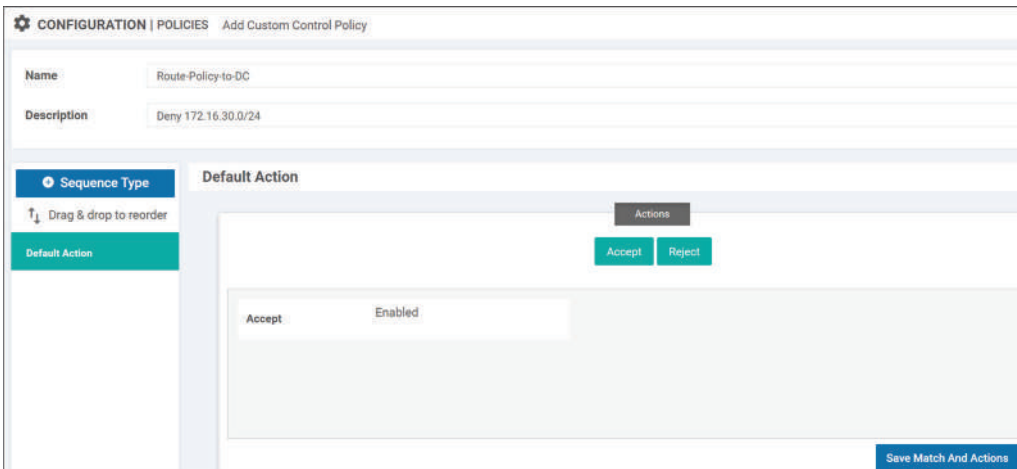 CONFIGURATION | POLICIES Add Custom Control Policy
Name Route-Policy-to-DC
Description Deny 172.16.30.0/24
Sequence Type
Drag & drop to reorder
Default Action
Default Action
Actions
Accept Reject
Accept Enabled
Save Match And Actions